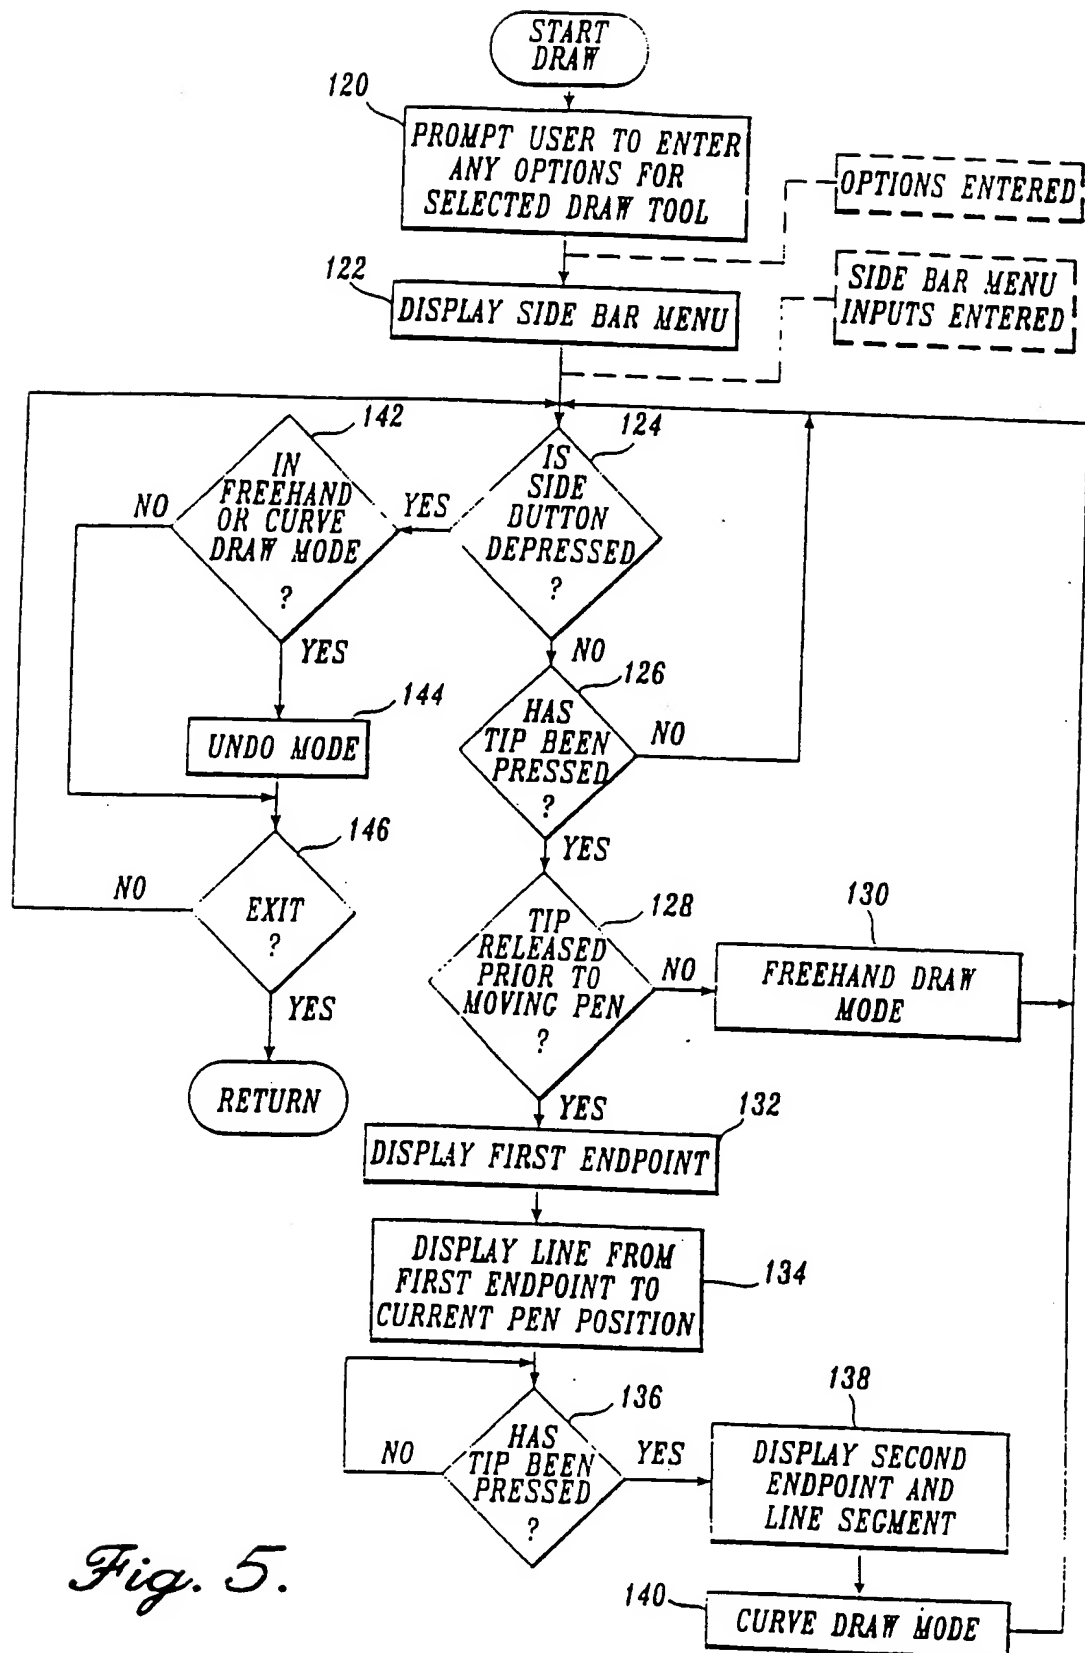 START
DRAW
120
PROMPT USER TO ENTER
ANY OPTIONS FOR
SELECTED DRAW TOOL
OPTIONS ENTERED
122
DISPLAY SIDE BAR MENU
SIDE BAR MENU
INPUTS ENTERED
142
IN
FREEHAND
OR CURVE
DRAW MODE
?
NO
YES
124
IS
SIDE
BUTTON
DEPRESSED
?
YES
NO
144
UNDO MODE
126
HAS
TIP BEEN
PRESSED
?
NO
YES
146
EXIT
?
NO
YES
RETURN
128
TIP
RELEASED
PRIOR TO
MOVING PEN
?
NO
YES
130
FREEHAND DRAW
MODE
132
DISPLAY FIRST ENDPOINT
DISPLAY LINE FROM
FIRST ENDPOINT TO
CURRENT PEN POSITION
134
136
HAS
TIP BEEN
PRESSED
?
NO
YES
138
DISPLAY SECOND
ENDPOINT AND
LINE SEGMENT
140
CURVE DRAW MODE
Fig. 5.